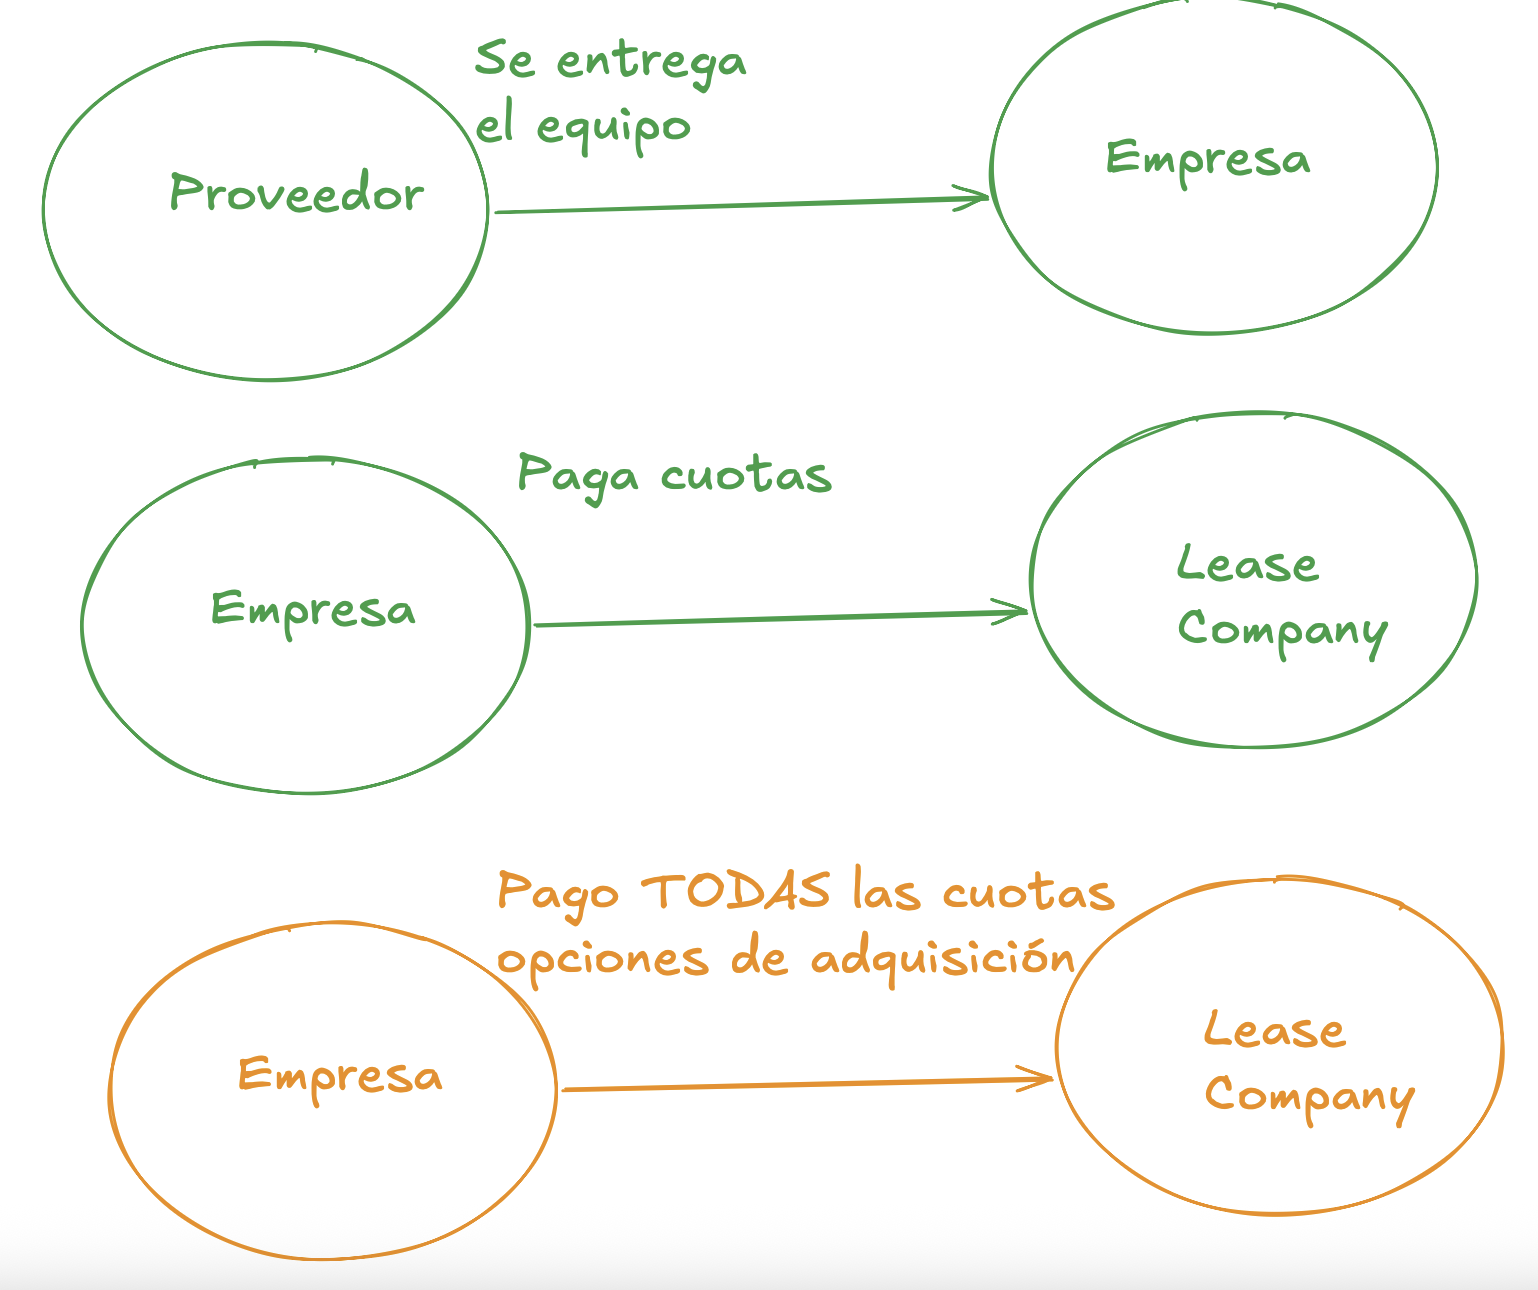 Se entrega
el equipo
Proveedor
Empresa
Paga cuotas
Empresa
Lease
Company
Pago TODAS las cuotas
opciones de adquisición
Empresa
Lease
Company